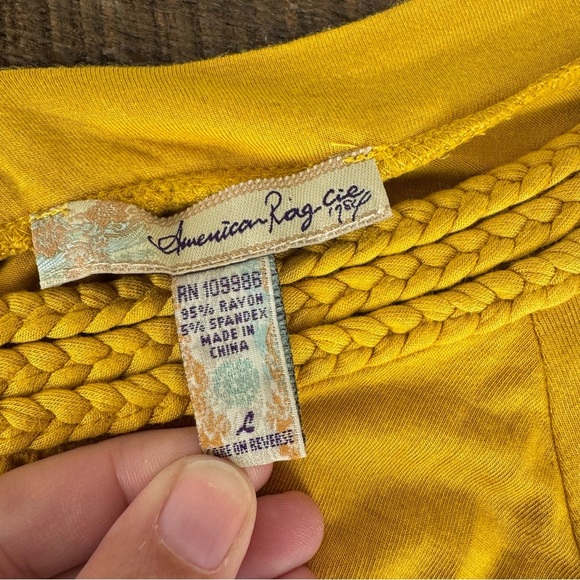 American Rag Cie
1984
RN 109986
95% RAYON
5% SPANDEX
MADE IN
CHINA
L
CARE ON REVERSE